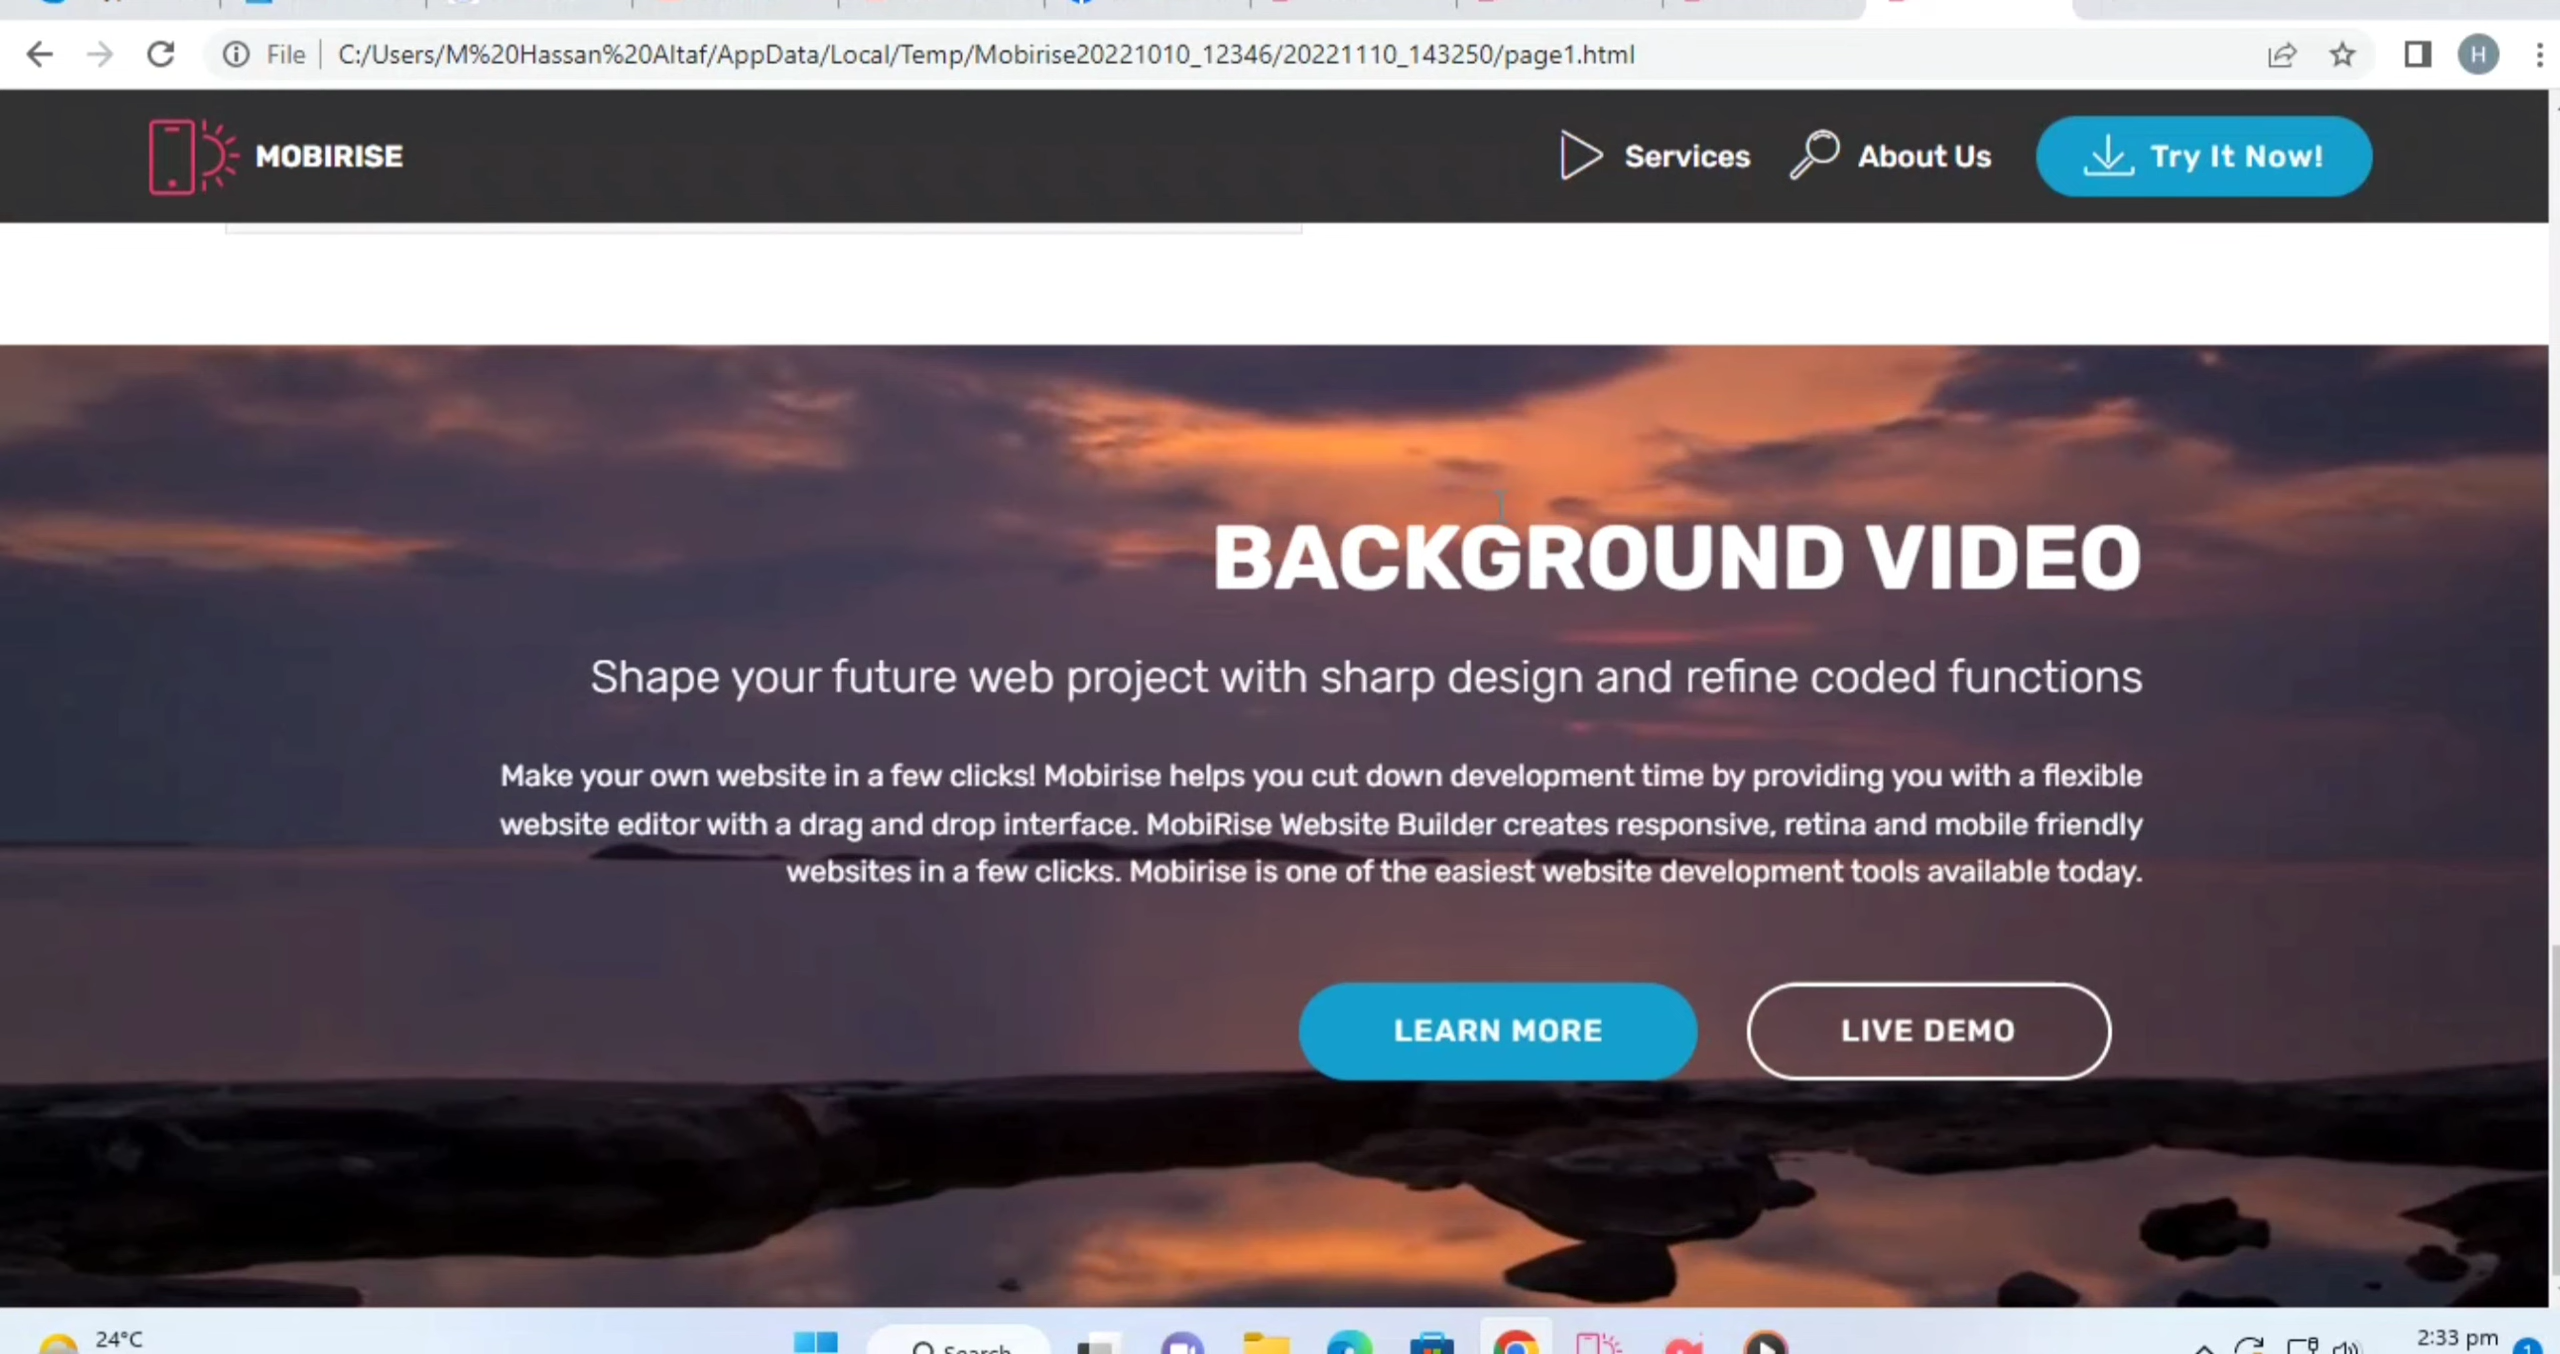 File
C:/Users/M%20Hassan%20Altaf/AppData/Local/Temp/Mobirise20221010_12346/20221110_143250/page1.html
H
MOBIRISE
Services
About Us
Try It Now!
BACKGROUND VIDEO
Shape your future web project with sharp design and refine coded functions
Make your own website in a few clicks! Mobirise helps you cut down development time by providing you with a flexible
website editor with a drag and drop interface. MobiRise Website Builder creates responsive, retina and mobile friendly
websites in a few clicks. Mobirise is one of the easiest website development tools available today.
LEARN MORE
LIVE DEMO
24°C
Search
2:33 pm
1